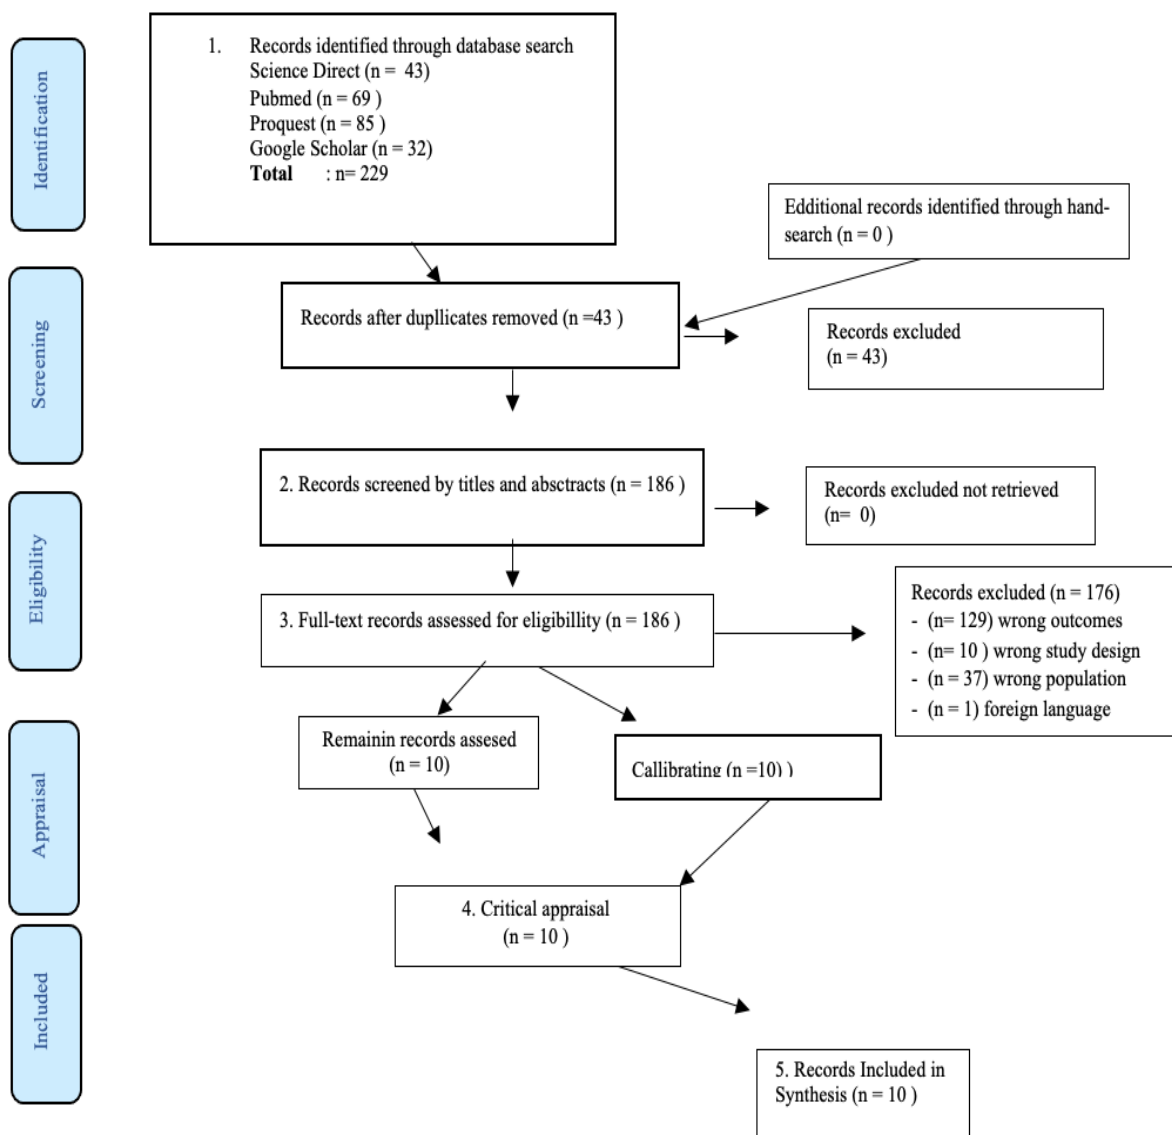 Identification
1. Records identified through database search
Science Direct (n = 43)
Pubmed (n = 69 )
Proquest (n = 85 )
Google Scholar (n = 32)
Total : n= 229
Edditional records identified through hand-
search (n = 0 )
Screening
Records after dupllicates removed (n =43 )
Records excluded
(n = 43)
2. Records screened by titles and absctracts (n = 186 )
Records excluded not retrieved
(n= 0)
Eligibility
3. Full-text records assessed for eligibillity (n = 186 )
Records excluded (n = 176)
- (n= 129) wrong outcomes
- (n= 10 ) wrong study design
- (n = 37) wrong population
- (n = 1) foreign language
Appraisal
Remainin records assesed
(n = 10)
Callibrating (n =10) )
4. Critical appraisal
(n = 10 )
Included
5. Records Included in
Synthesis (n = 10 )